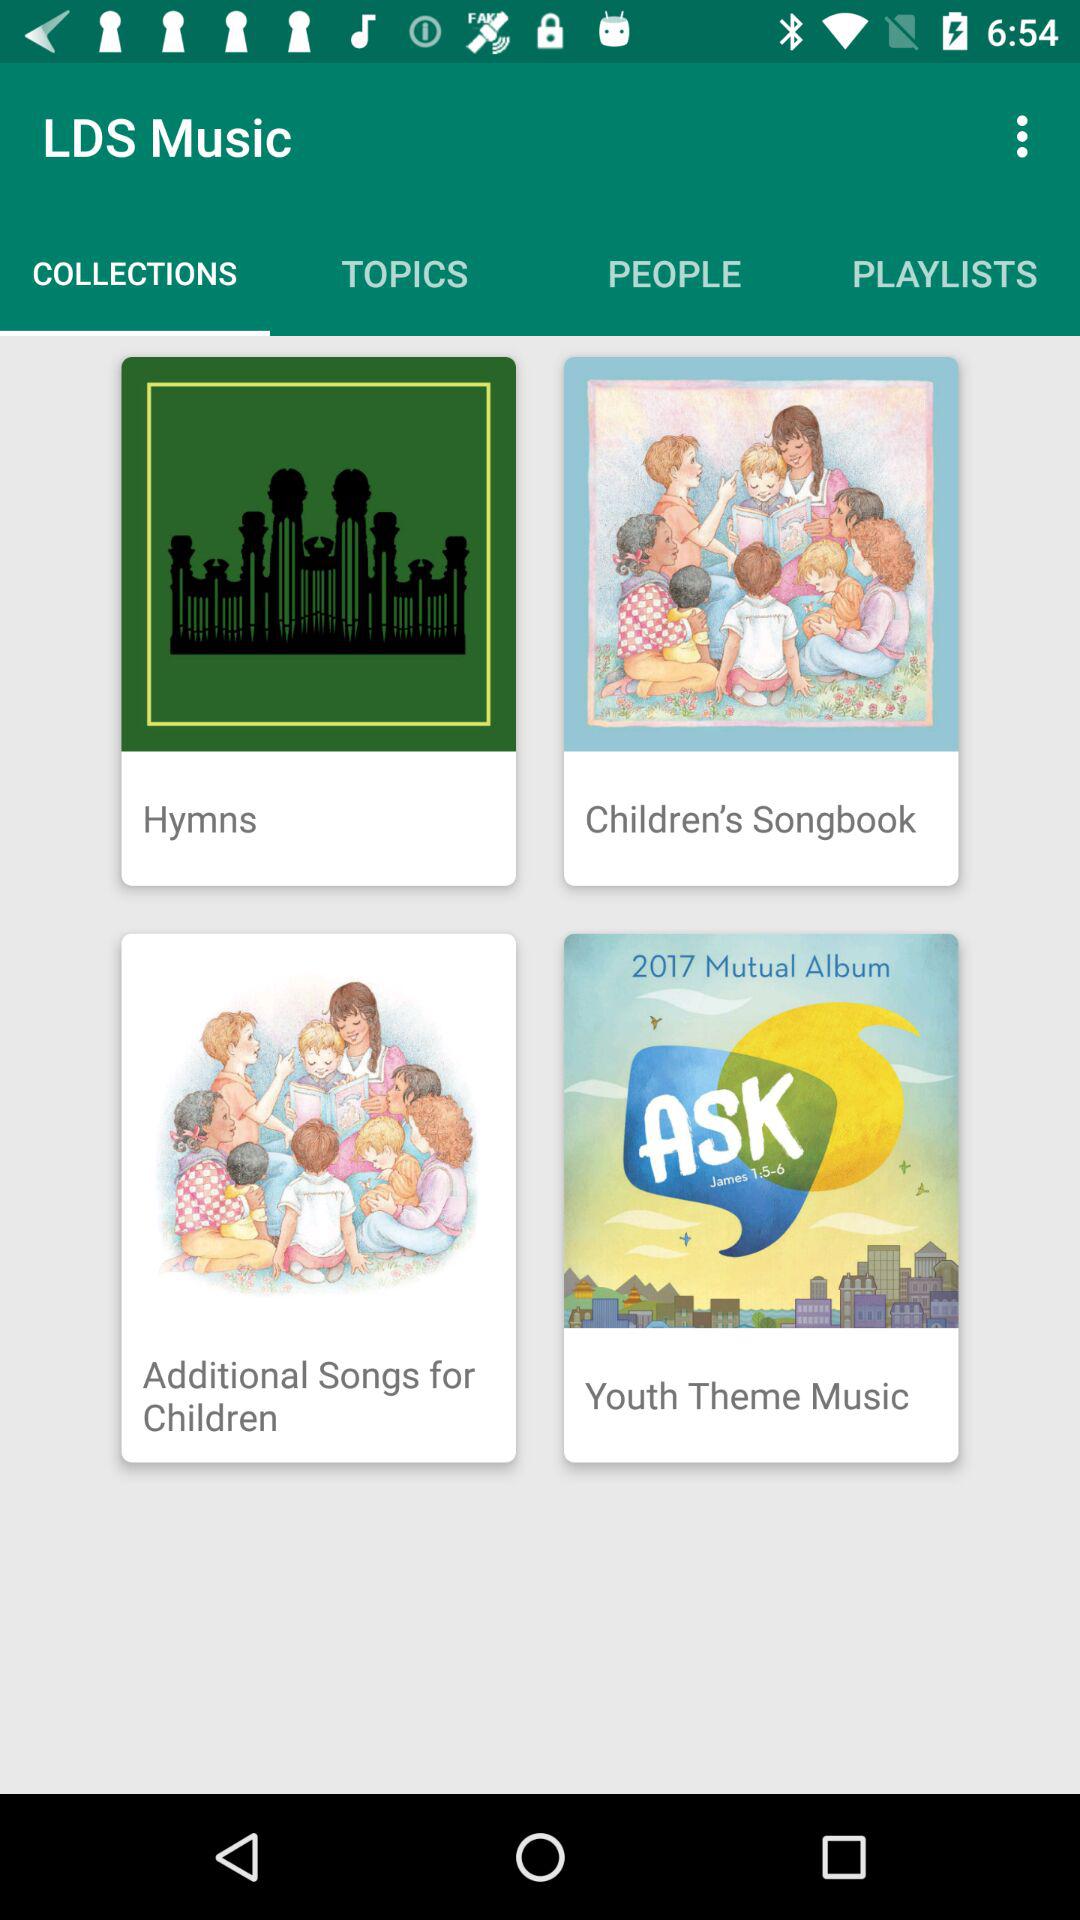 FAKE
6:54
LDS Music
COLLECTIONS
TOPICS
PEOPLE
PLAYLISTS
Hymns
Children’s Songbook
2017 Mutual Album
ASK
James 1:5-6
Additional Songs for
Children
Youth Theme Music